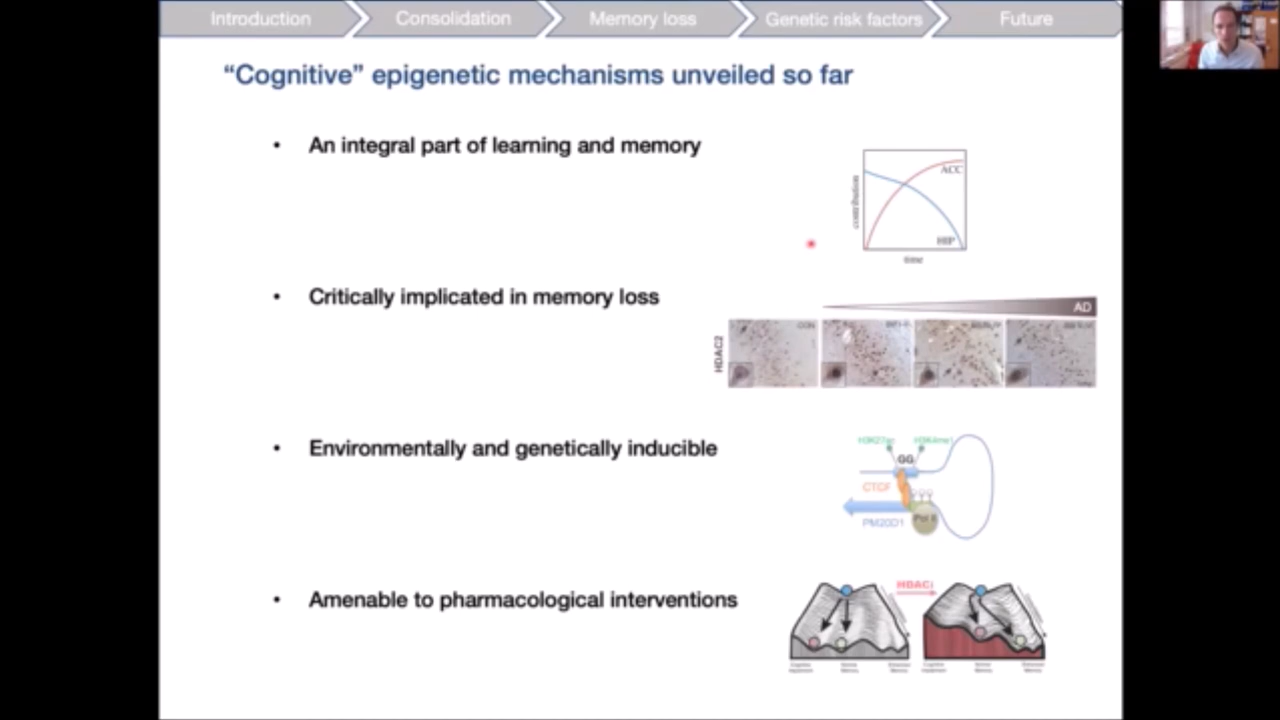 Introduction
Consolidation
Memory loss
Genetic risk factors
Future
“Cognitive” epigenetic mechanisms unveiled so far
• An integral part of learning and memory
contribution
ACC
HIP
time
• Critically implicated in memory loss
AD
HDAC2
CON
• Environmentally and genetically inducible
H3K27ac
H3K4me1
GG
CTCF
PM20D1
Pol II
• Amenable to pharmacological interventions
HDACi